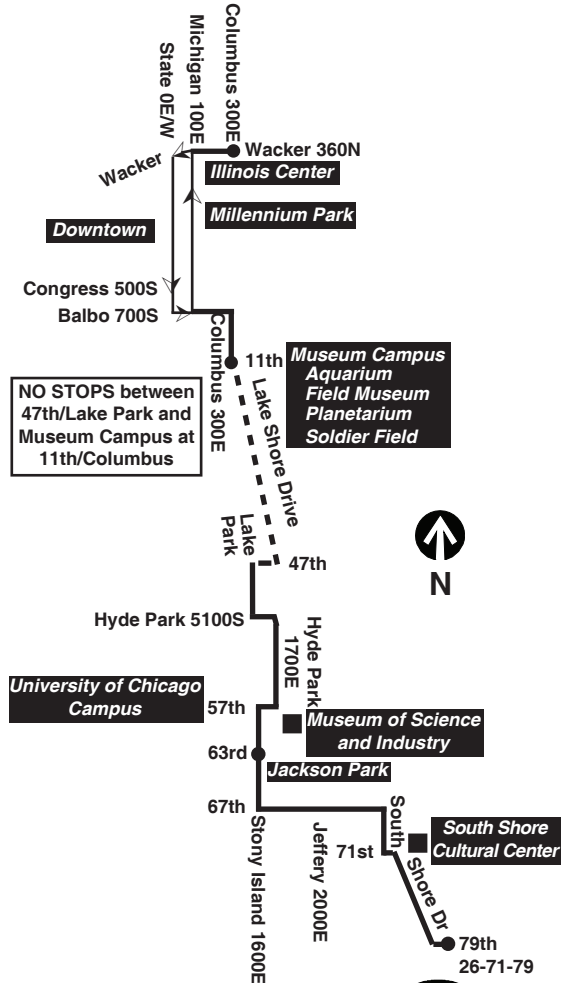 Columbus 300E
Michigan 100E
State 0E/W
Wacker
Wacker 360N
Illinois Center
Millennium Park
Downtown
Congress 500S
Balbo 700S
Columbus 300E
11th
Museum Campus
Aquarium
Field Museum
Planetarium
Soldier Field
NO STOPS between
47th/Lake Park and
Museum Campus at
11th/Columbus
Lake Shore Drive
Lake
Park
47th
N
Hyde Park 5100S
Hyde Park
1700E
University of Chicago
Campus
57th
Museum of Science
and Industry
63rd
Jackson Park
67th
Stony Island 1600E
Jeffery 2000E
71st
South
Shore Dr
South Shore
Cultural Center
79th
26-71-79